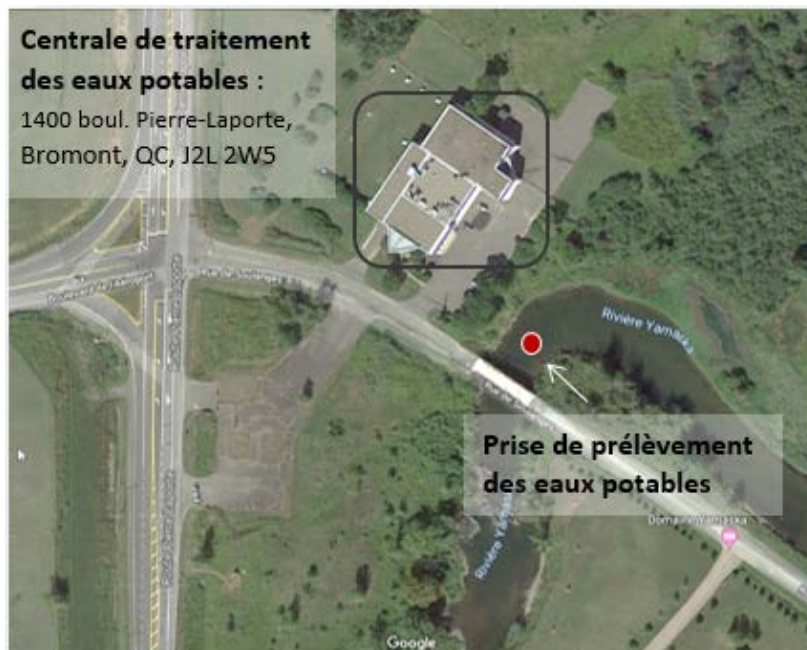 Centrale de traitement
des eaux potables :
1400 boul. Pierre-Laporte,
Bromont, QC, J2L 2W5
Rivière Yamaska
Prise de prélèvement
des eaux potables
Domaine Yamaska
Google